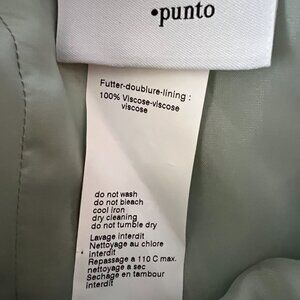 •punto
Futter-doublure-lining :
100% Viscose-viscose
viscose
do not wash
do not bleach
cool iron
dry cleaning
do not tumble dry
Lavage interdit
Nettoyage au chlore
interdit
Repassage a 110 C max.
nettoyage a sec
Sechage en tambour
interdit